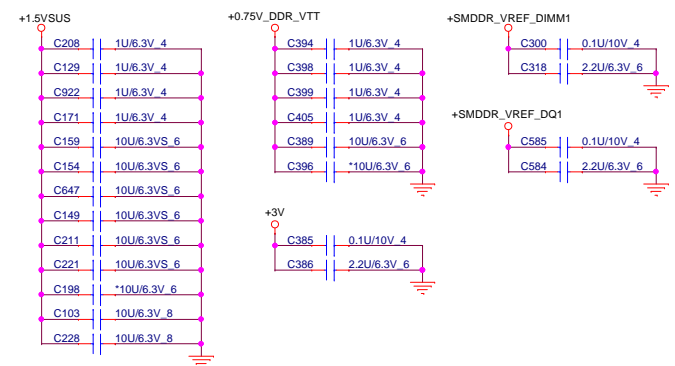 +1.5VSUS
C208 1U/6.3V_4
C129 1U/6.3V_4
C922 1U/6.3V_4
C171 1U/6.3V_4
C159 10U/6.3VS_6
C154 10U/6.3VS_6
C647 10U/6.3VS_6
C149 10U/6.3VS_6
C211 10U/6.3VS_6
C221 10U/6.3VS_6
C198 *10U/6.3V_6
C103 10U/6.3V_8
C228 10U/6.3V_8
+0.75V_DDR_VTT
C394 1U/6.3V_4
C398 1U/6.3V_4
C399 1U/6.3V_4
C405 1U/6.3V_4
C389 10U/6.3V_6
C396 *10U/6.3V_6
+3V
C385 0.1U/10V_4
C386 2.2U/6.3V_6
+SMDDR_VREF_DIMM1
C300 0.1U/10V_4
C318 2.2U/6.3V_6
+SMDDR_VREF_DQ1
C585 0.1U/10V_4
C584 2.2U/6.3V_6